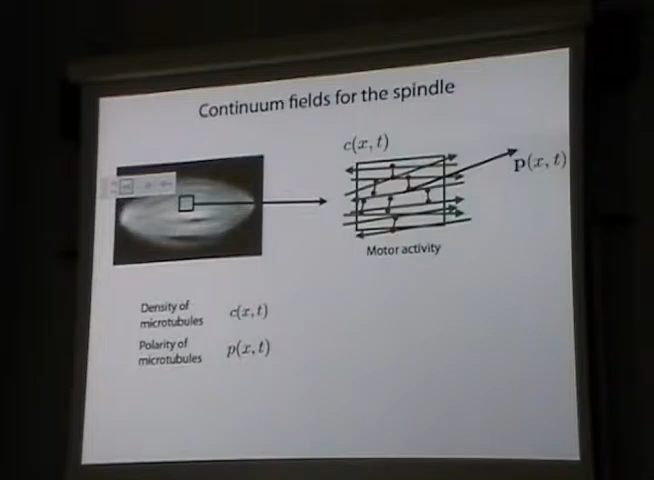 Continuum fields for the spindle
c(x, t)
p(x, t)
Motor activity
Density of
microtubules
c(x, t)
Polarity of
microtubules
p(x, t)